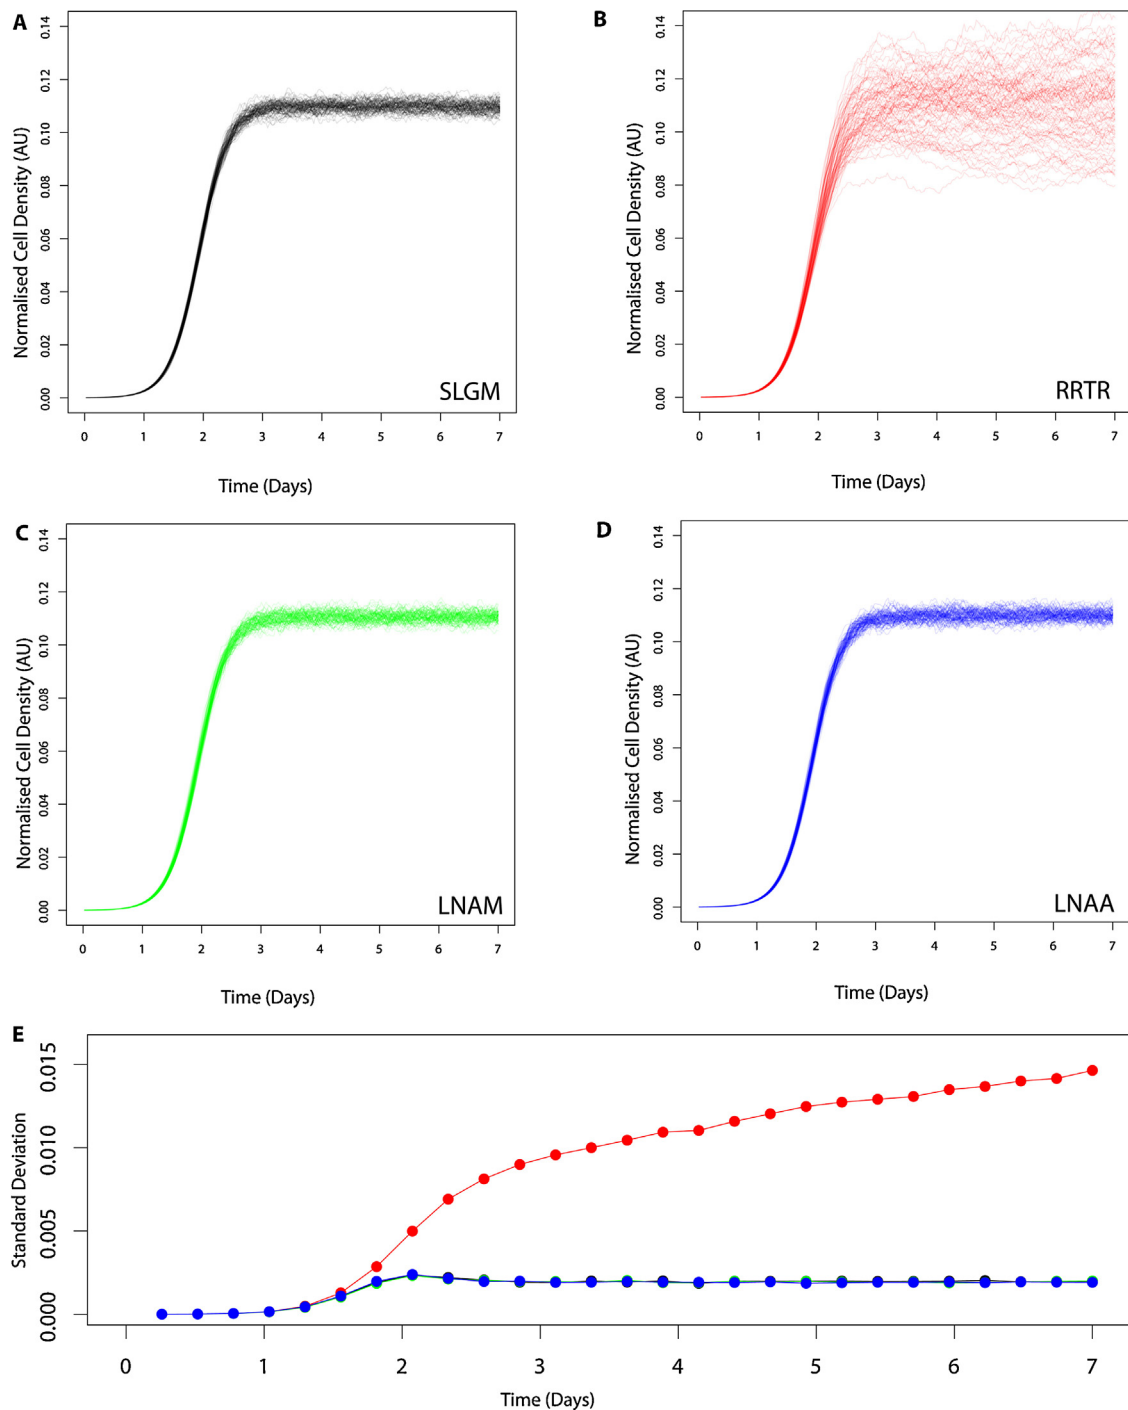 A
Normalised Cell Density (AU)
0.14
0.12
0.10
0.08
0.06
0.04
0.02
0.00
SLGM
0 1 2 3 4 5 6 7
Time (Days)
B
Normalised Cell Density (AU)
0.14
0.12
0.10
0.08
0.06
0.04
0.02
0.00
RRTR
0 1 2 3 4 5 6 7
Time (Days)
C
Normalised Cell Density (AU)
0.14
0.12
0.10
0.08
0.06
0.04
0.02
0.00
LNAM
0 1 2 3 4 5 6 7
Time (Days)
D
Normalised Cell Density (AU)
0.14
0.12
0.10
0.08
0.06
0.04
0.02
0.00
LNAA
0 1 2 3 4 5 6 7
Time (Days)
E
Standard Deviation
0.015
0.010
0.005
0.000
0 1 2 3 4 5 6 7
Time (Days)